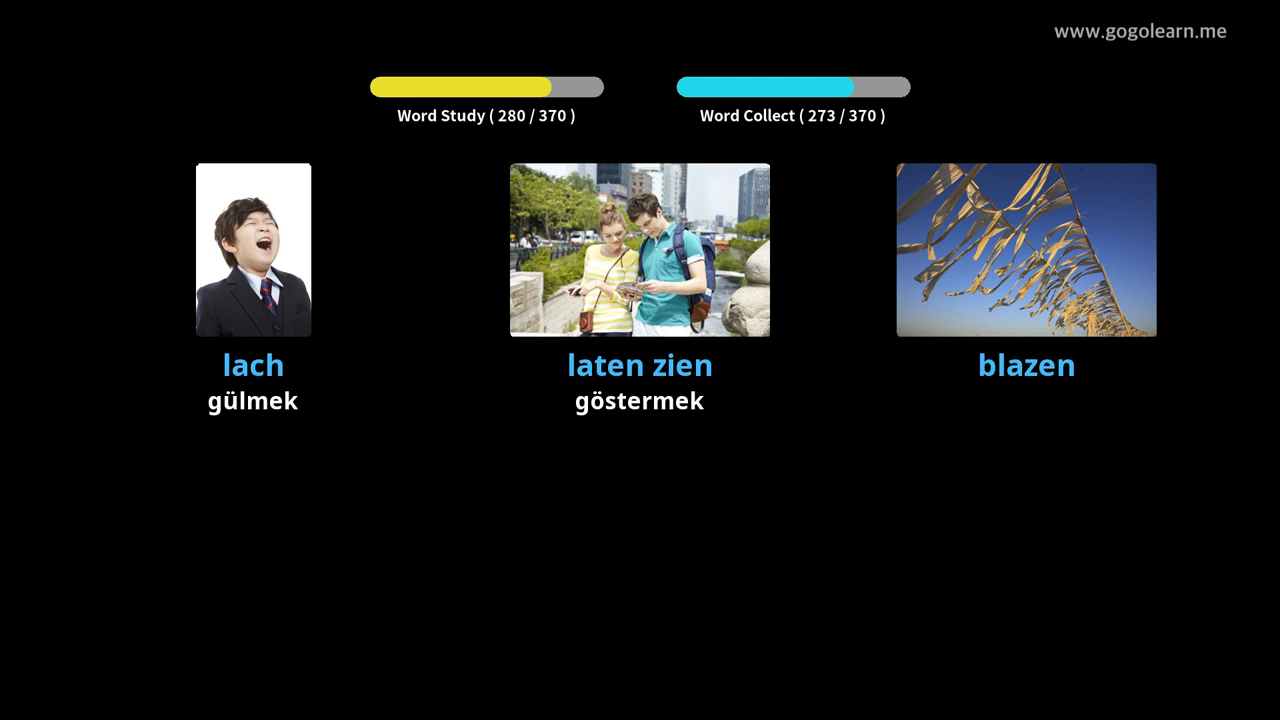 www.gogolearn.me
Word Study ( 280 / 370 )
Word Collect ( 273 / 370 )
lach
gülmek
laten zien
göstermek
blazen